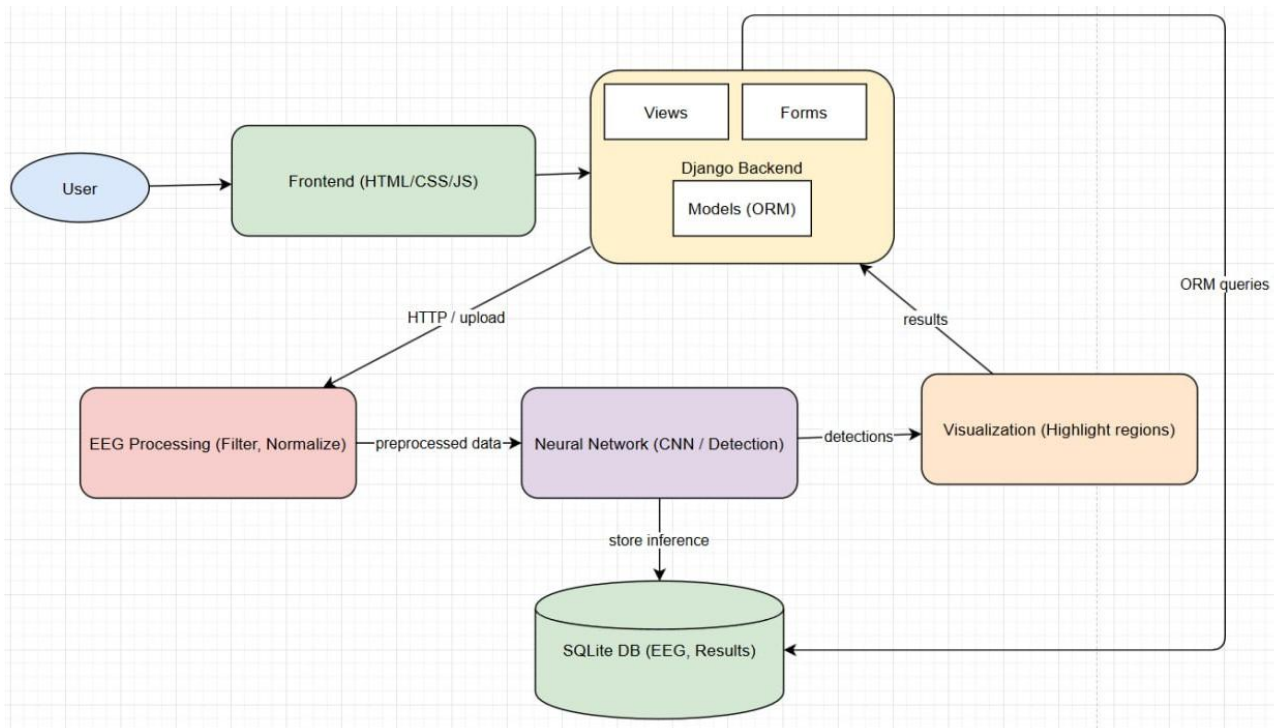 Views
Forms
Django Backend
Models (ORM)
User
Frontend (HTML/CSS/JS)
ORM queries
HTTP / upload
results
EEG Processing (Filter, Normalize)
preprocessed data
Neural Network (CNN / Detection)
detections
Visualization (Highlight regions)
store inference
SQLite DB (EEG, Results)